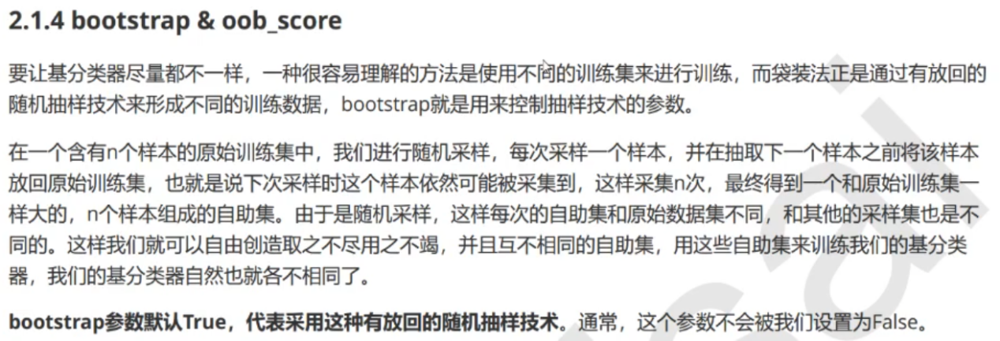 2.1.4 bootstrap & oob_score
要让基分类器尽量都不一样，一种很容易理解的方法是使用不同的训练集来进行训练，而袋装法正是通过有放回的
随机抽样技术来形成不同的训练数据，bootstrap就是用来控制抽样技术的参数。
在一个含有n个样本的原始训练集中，我们进行随机采样，每次采样一个样本，并在抽取下一个样本之前将该样本
放回原始训练集，也就是说下次采样时这个样本依然可能被采集到，这样采集n次，最终得到一个和原始训练集一
样大的，n个样本组成的自助集。由于是随机采样，这样每次的自助集和原始数据集不同，和其他的采样集也是不
同的。这样我们就可以自由创造取之不尽用之不竭，并且互不相同的自助集，用这些自助集来训练我们的基分类
器，我们的基分类器自然也就各不相同了。
bootstrap参数默认True，代表采用这种有放回的随机抽样技术。通常，这个参数不会被我们设置为False。